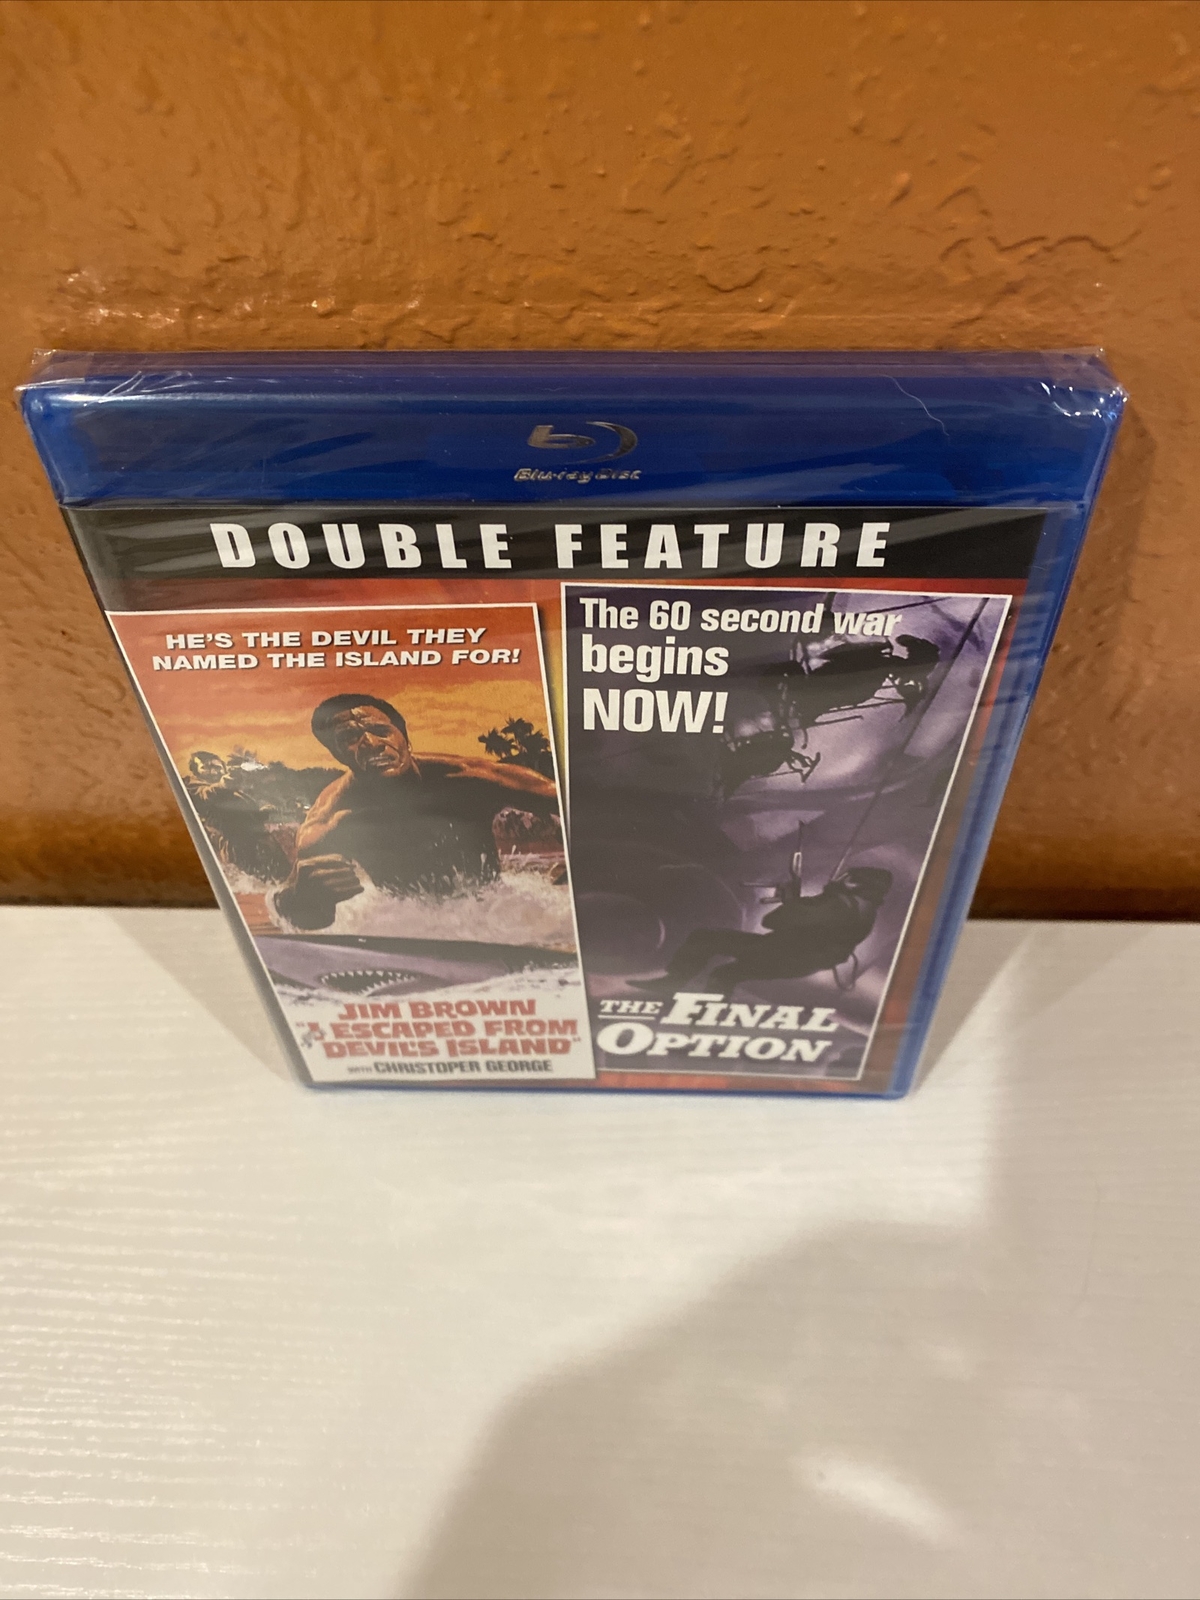 Blu-ray Disc
DOUBLE FEATURE
HE'S THE DEVIL THEY
NAMED THE ISLAND FOR!
JIM BROWN
"I ESCAPED FROM
DEVIL'S ISLAND"
WITH CHRISTOPER GEORGE
The 60 second war
begins
NOW!
THE FINAL
OPTION